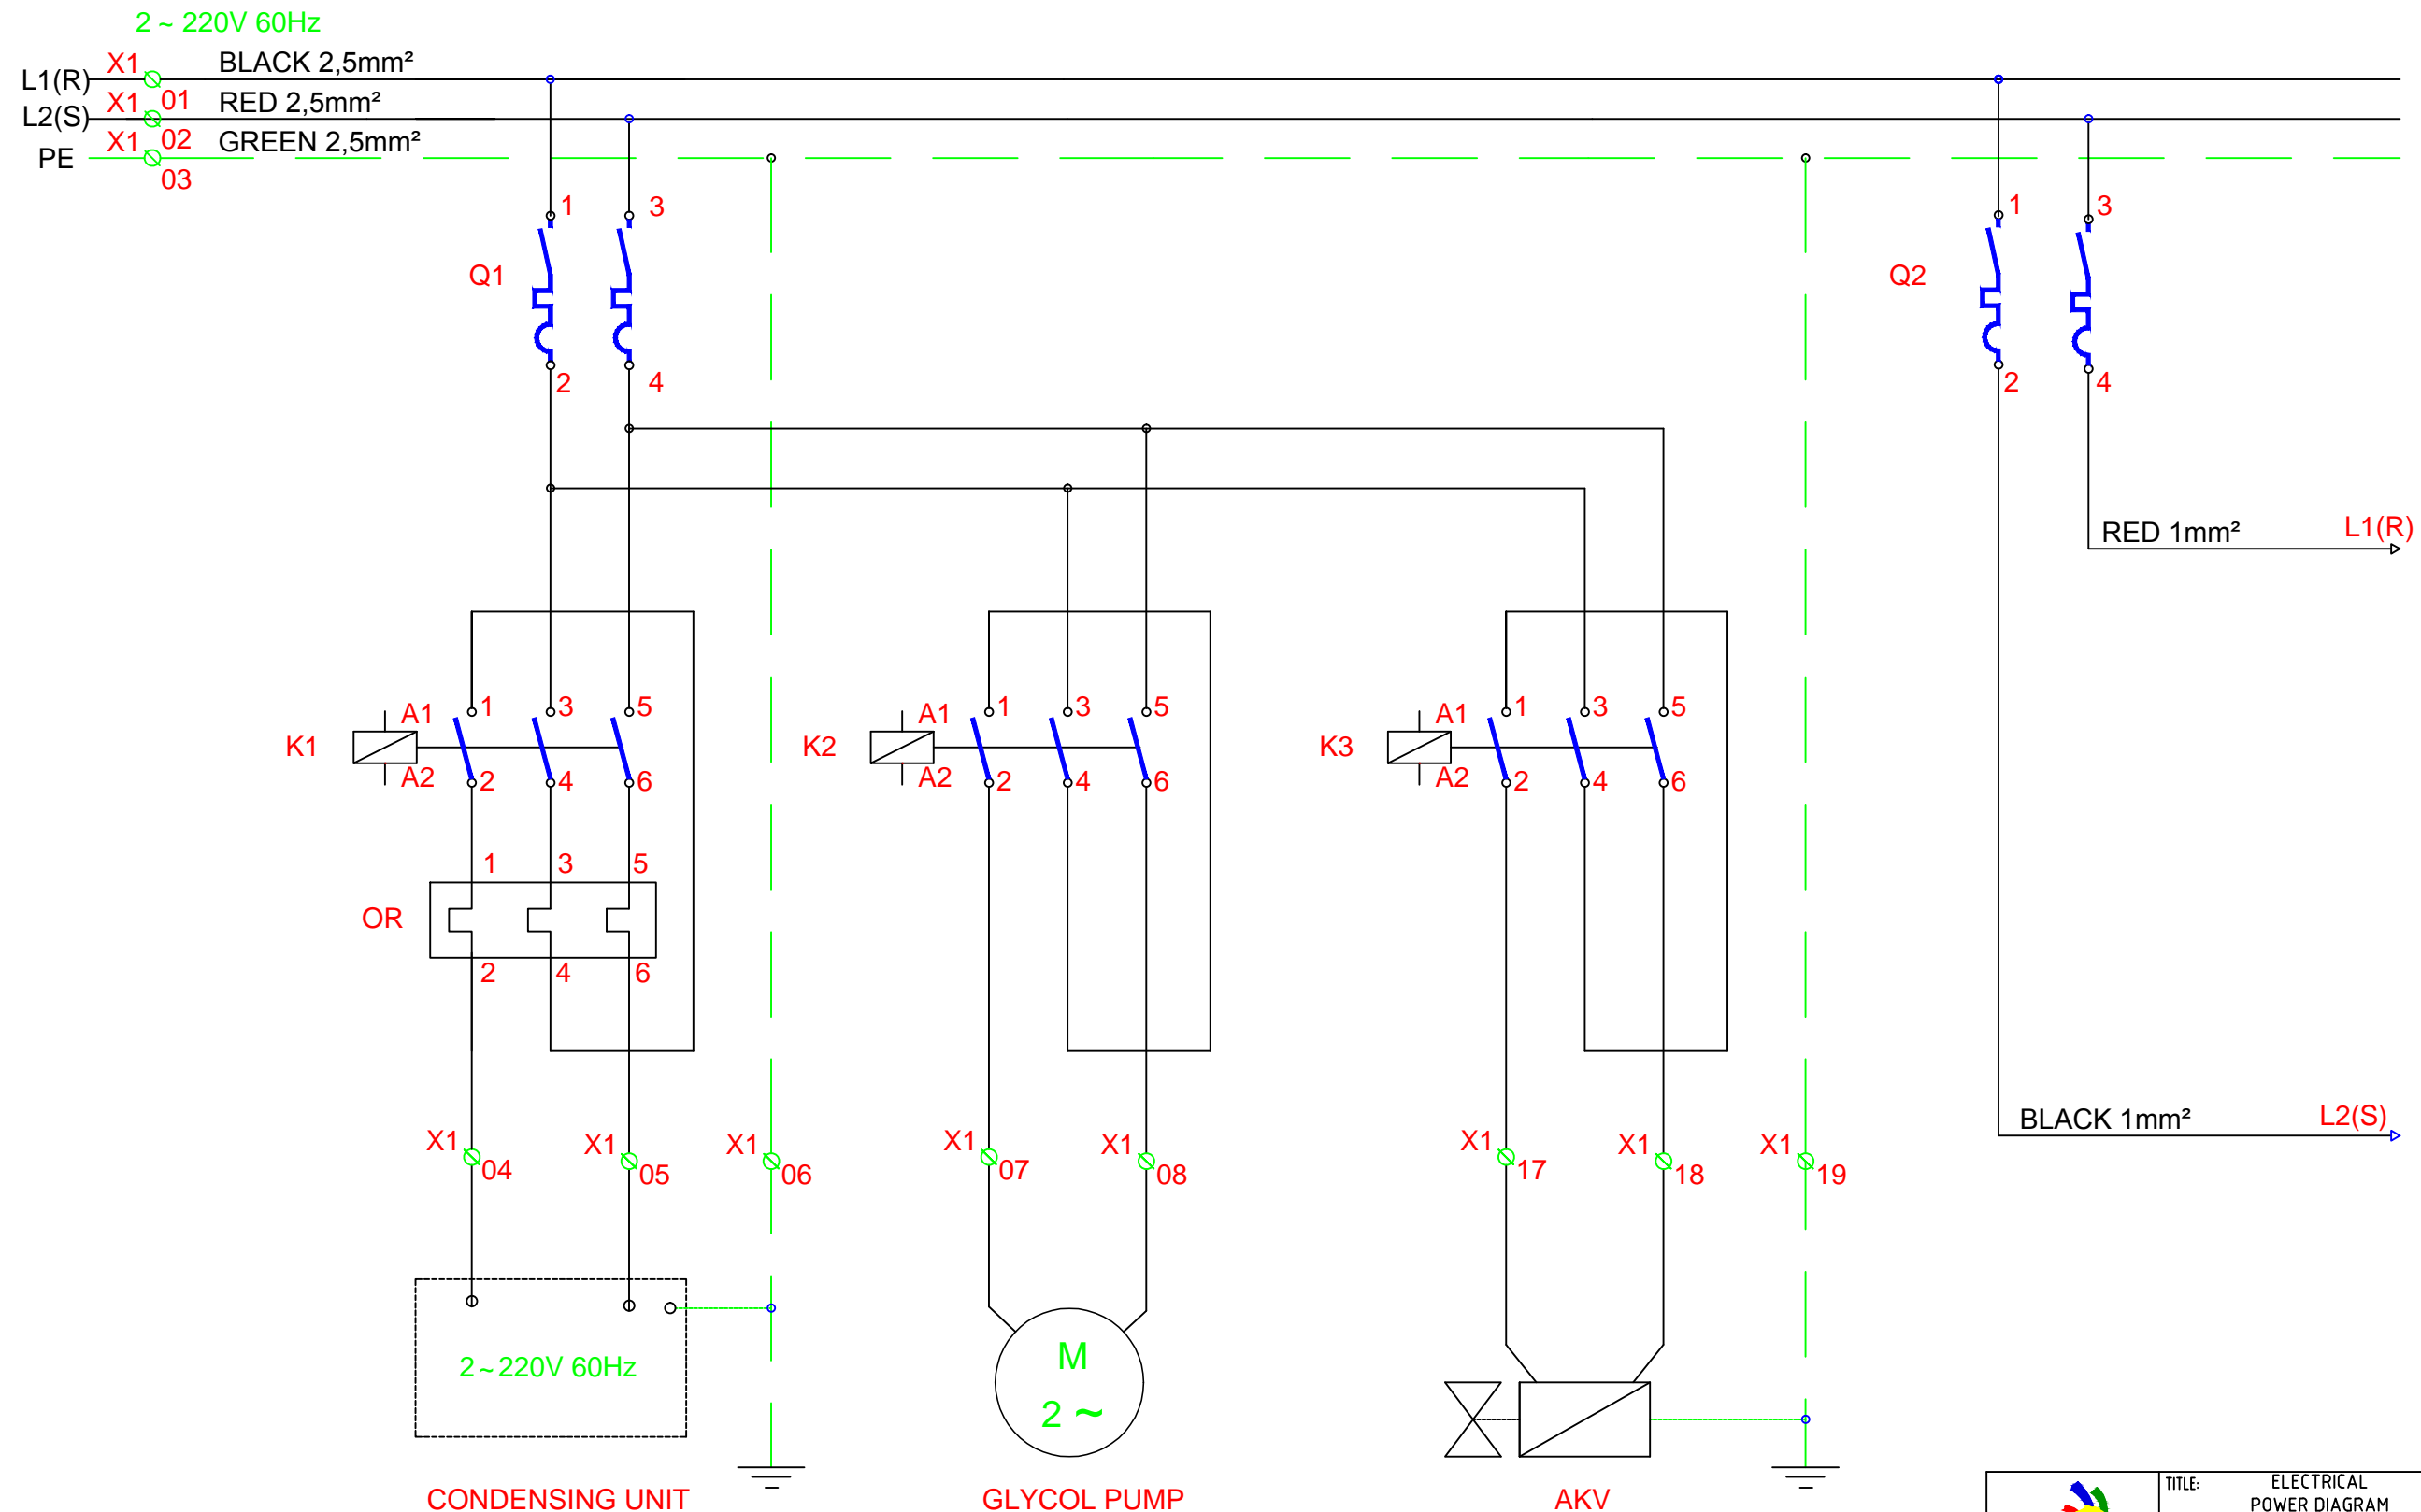 2 ~ 220V 60Hz
L1(R) X1 01 BLACK 2,5mm²
L2(S) X1 02 RED 2,5mm²
PE X1 03 GREEN 2,5mm²
1 3 1 3
Q1 Q2
2 4 2 4
RED 1mm² L1(R)
K1 A1 1 3 5 K2 A1 1 3 5 K3 A1 1 3 5
A2 2 4 6 A2 2 4 6 A2 2 4 6
1 3 5
OR
2 4 6
BLACK 1mm² L2(S)
X1 04 X1 05 X1 06 X1 07 X1 08 X1 17 X1 18 X1 19
2~220V 60Hz
M
2 ~
CONDENSING UNIT GLYCOL PUMP AKV
TITLE: ELECTRICAL
POWER DIAGRAM